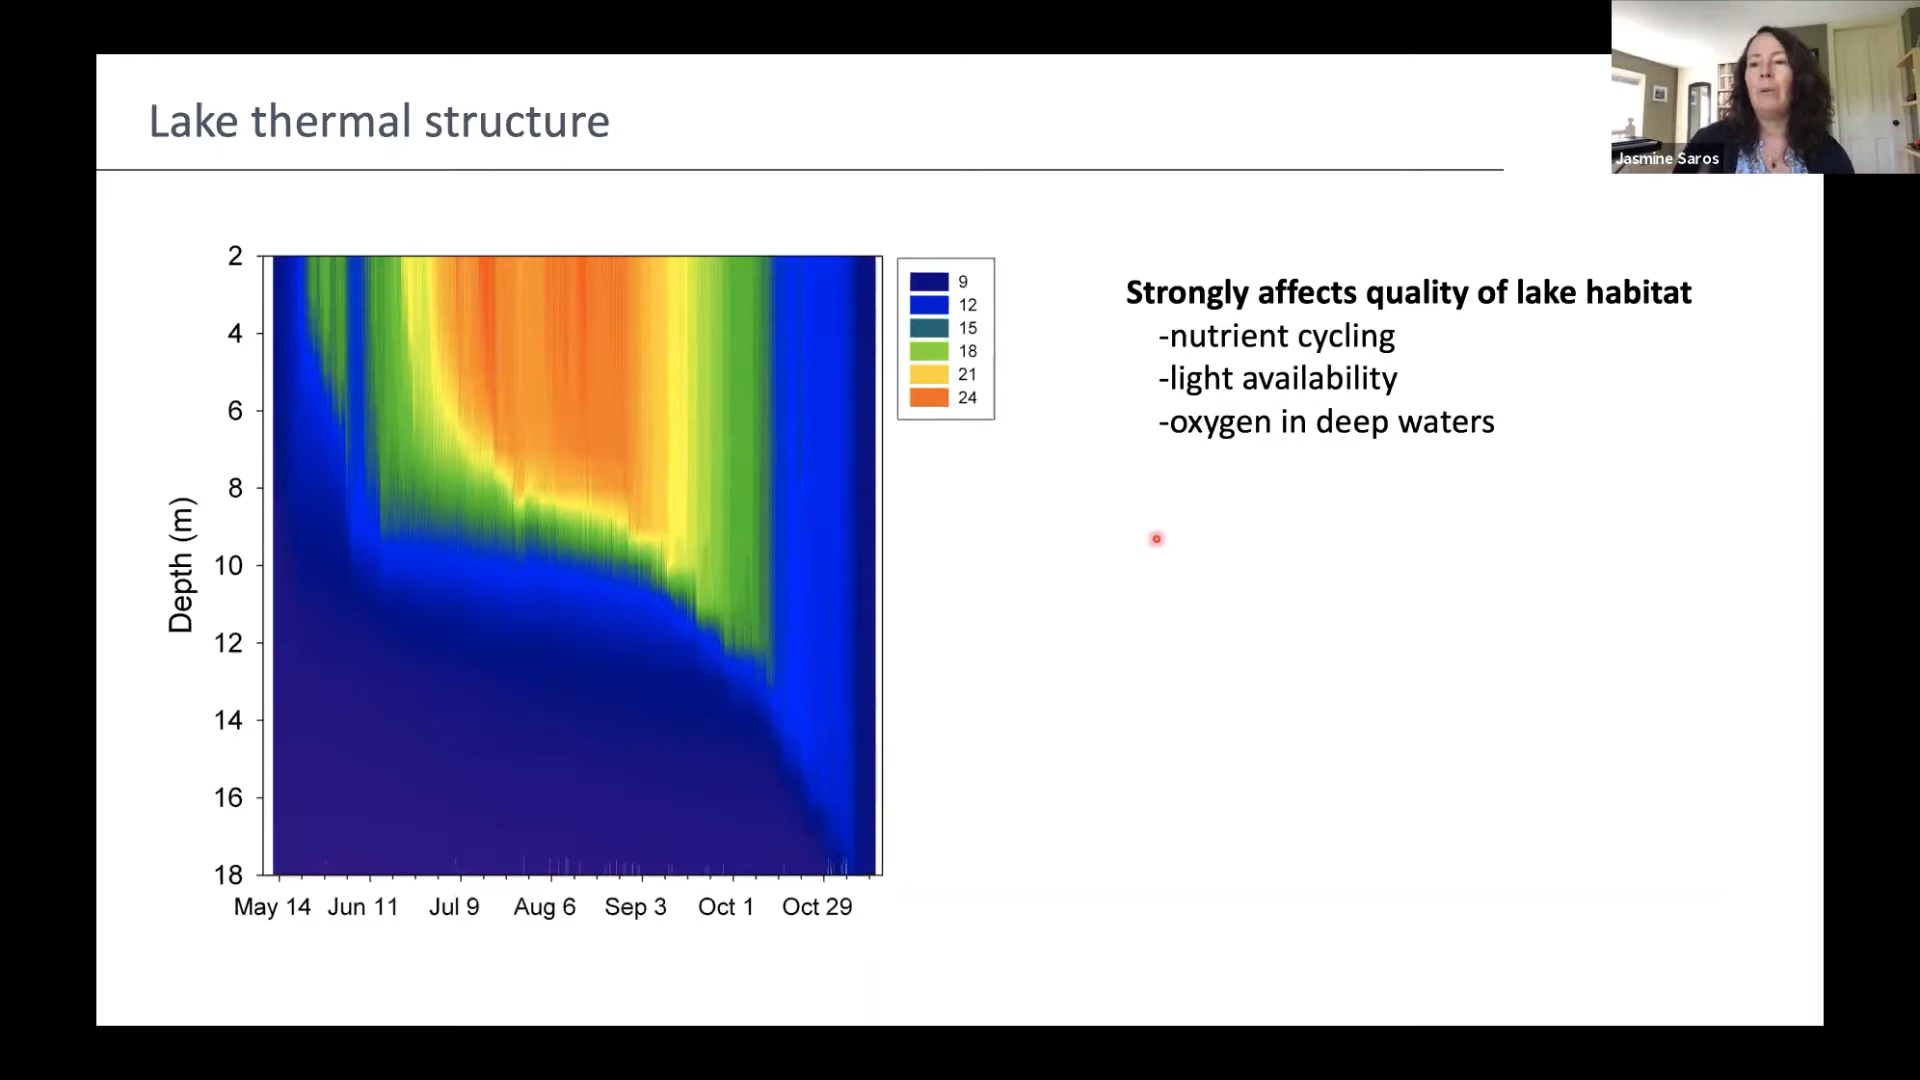 Lake thermal structure
Jasmine Saros
2
4
6
8
10
12
14
16
18
Depth (m)
May 14 Jun 11 Jul 9 Aug 6 Sep 3 Oct 1 Oct 29
9
12
15
18
21
24
Strongly affects quality of lake habitat
-nutrient cycling
-light availability
-oxygen in deep waters